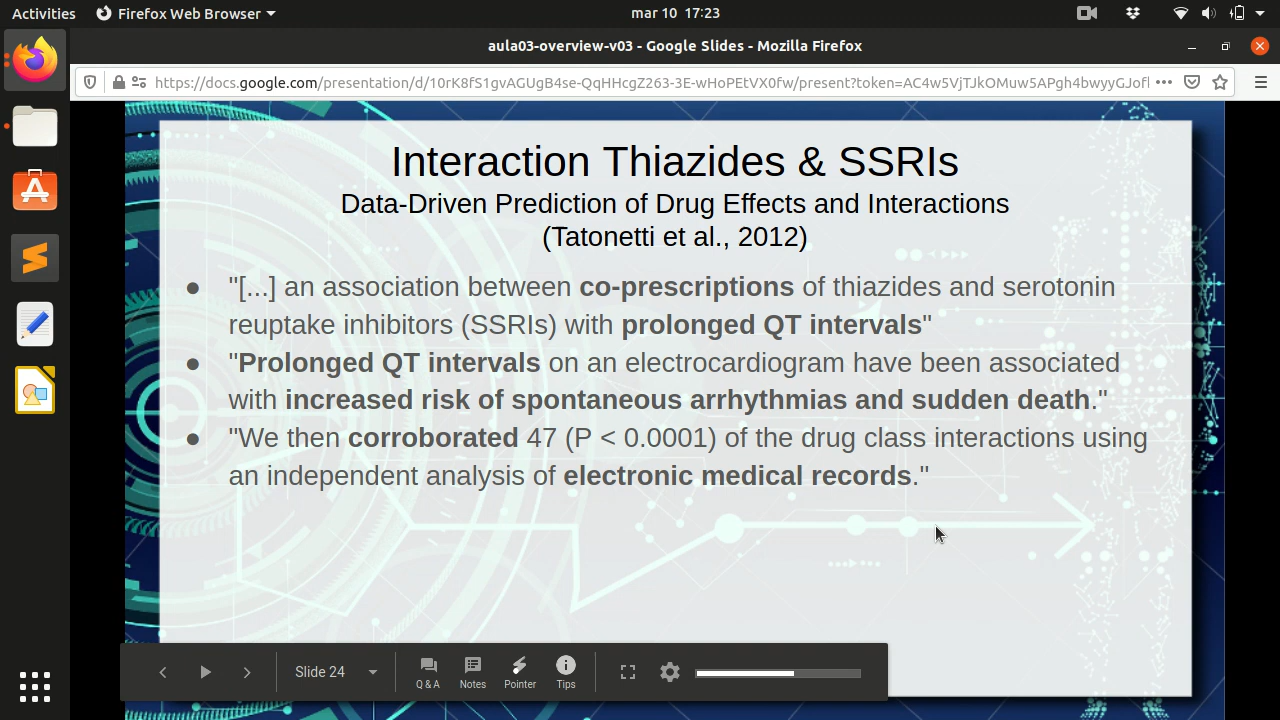 Activities
Firefox Web Browser
mar 10 17:23
aula03-overview-v03 - Google Slides - Mozilla Firefox
https://docs.google.com/presentation/d/10rK8fS1gvAGUgB4se-QqHHcgZ263-3E-wHoPEtVX0fw/present?token=AC4w5VjTJkOMuw5APgh4bwyyGJofl
Interaction Thiazides & SSRIs
Data-Driven Prediction of Drug Effects and Interactions
(Tatonetti et al., 2012)
● "[...] an association between co-prescriptions of thiazides and serotonin
reuptake inhibitors (SSRIs) with prolonged QT intervals"
● "Prolonged QT intervals on an electrocardiogram have been associated
with increased risk of spontaneous arrhythmias and sudden death."
● "We then corroborated 47 (P < 0.0001) of the drug class interactions using
an independent analysis of electronic medical records."
Slide 24
Q & A
Notes
Pointer
Tips